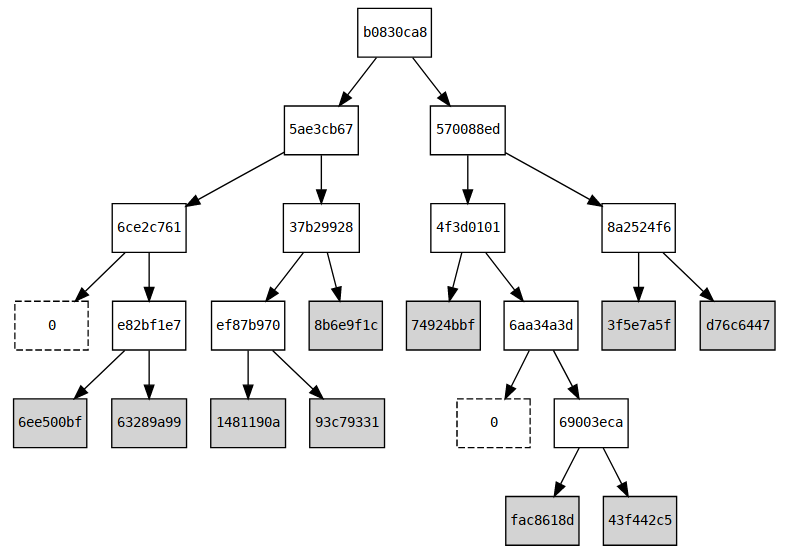 b0830ca8
5ae3cb67
570088ed
6ce2c761
37b29928
4f3d0101
8a2524f6
0
e82bf1e7
ef87b970
8b6e9f1c
74924bbf
6aa34a3d
3f5e7a5f
d76c6447
6ee500bf
63289a99
1481190a
93c79331
0
69003eca
fac8618d
43f442c5